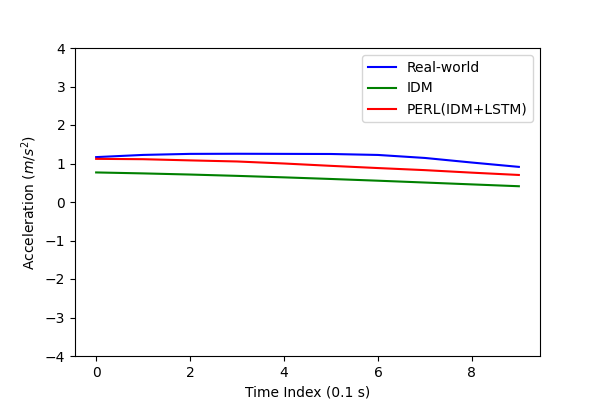 Real-world
IDM
PERL(IDM+LSTM)
4
3
2
1
0
−1
−2
−3
−4
Acceleration (m/s²)
0 2 4 6 8
Time Index (0.1 s)